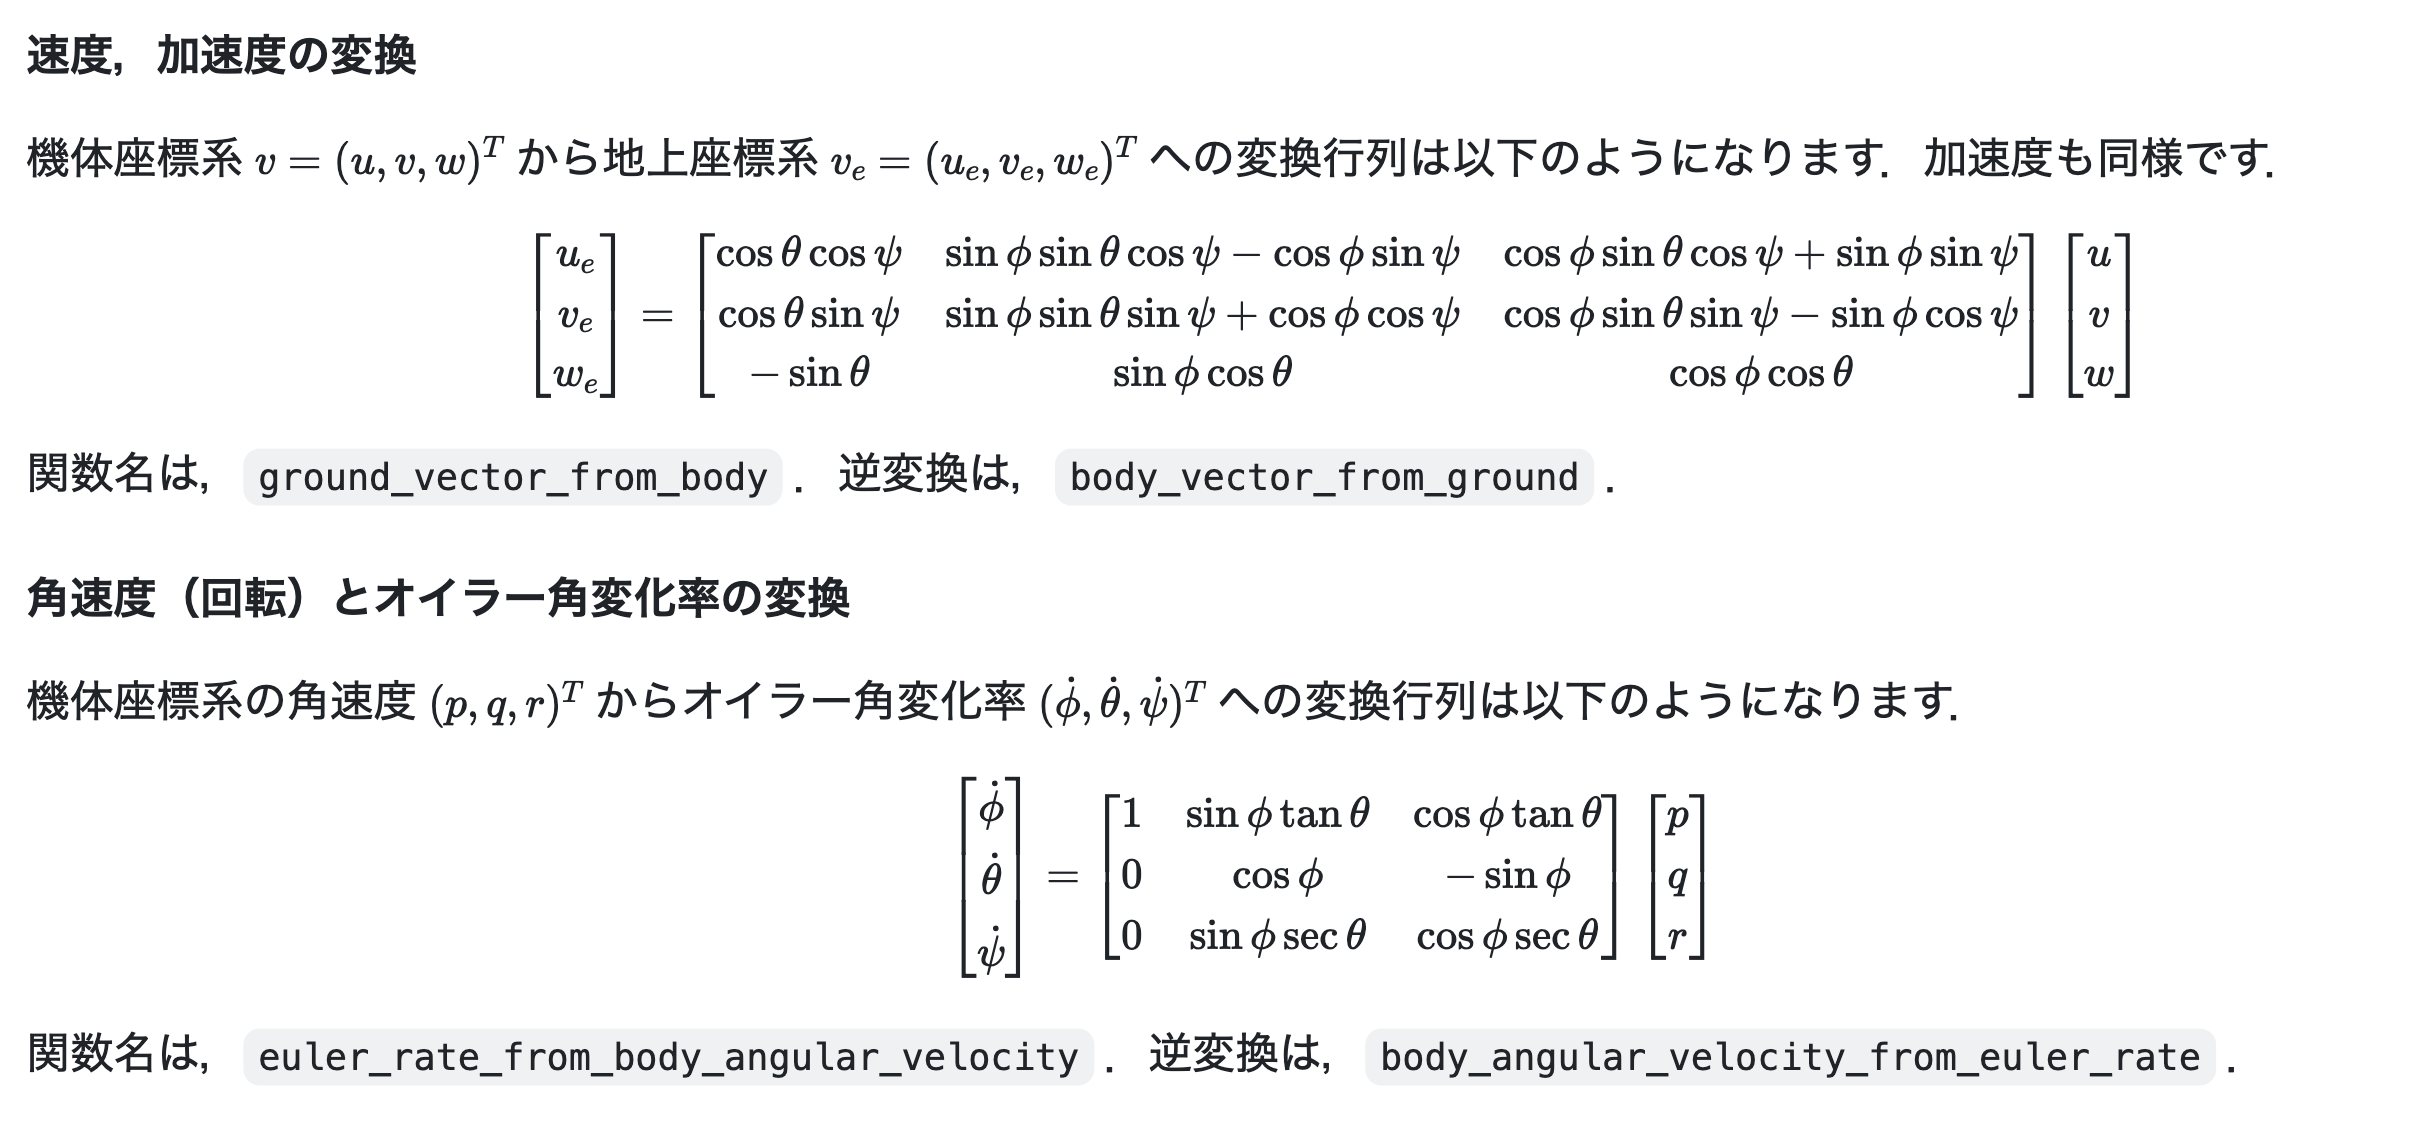 速度，加速度の変換
機体座標系 v = (u, v, w)^T から地上座標系 v_e = (u_e, v_e, w_e)^T への変換行列は以下のようになります．加速度も同様です．
[u_e; v_e; w_e] = [cos θ cos ψ, sin ϕ sin θ cos ψ − cos ϕ sin ψ, cos ϕ sin θ cos ψ + sin ϕ sin ψ; cos θ sin ψ, sin ϕ sin θ sin ψ + cos ϕ cos ψ, cos ϕ sin θ sin ψ − sin ϕ cos ψ; − sin θ, sin ϕ cos θ, cos ϕ cos θ] [u; v; w]
関数名は， ground_vector_from_body ．逆変換は， body_vector_from_ground ．
角速度（回転）とオイラー角変化率の変換
機体座標系の角速度 (p, q, r)^T からオイラー角変化率 (ϕ̇, θ̇, ψ̇)^T への変換行列は以下のようになります．
[ϕ̇; θ̇; ψ̇] = [1, sin ϕ tan θ, cos ϕ tan θ; 0, cos ϕ, − sin ϕ; 0, sin ϕ sec θ, cos ϕ sec θ] [p; q; r]
関数名は， euler_rate_from_body_angular_velocity ．逆変換は， body_angular_velocity_from_euler_rate ．